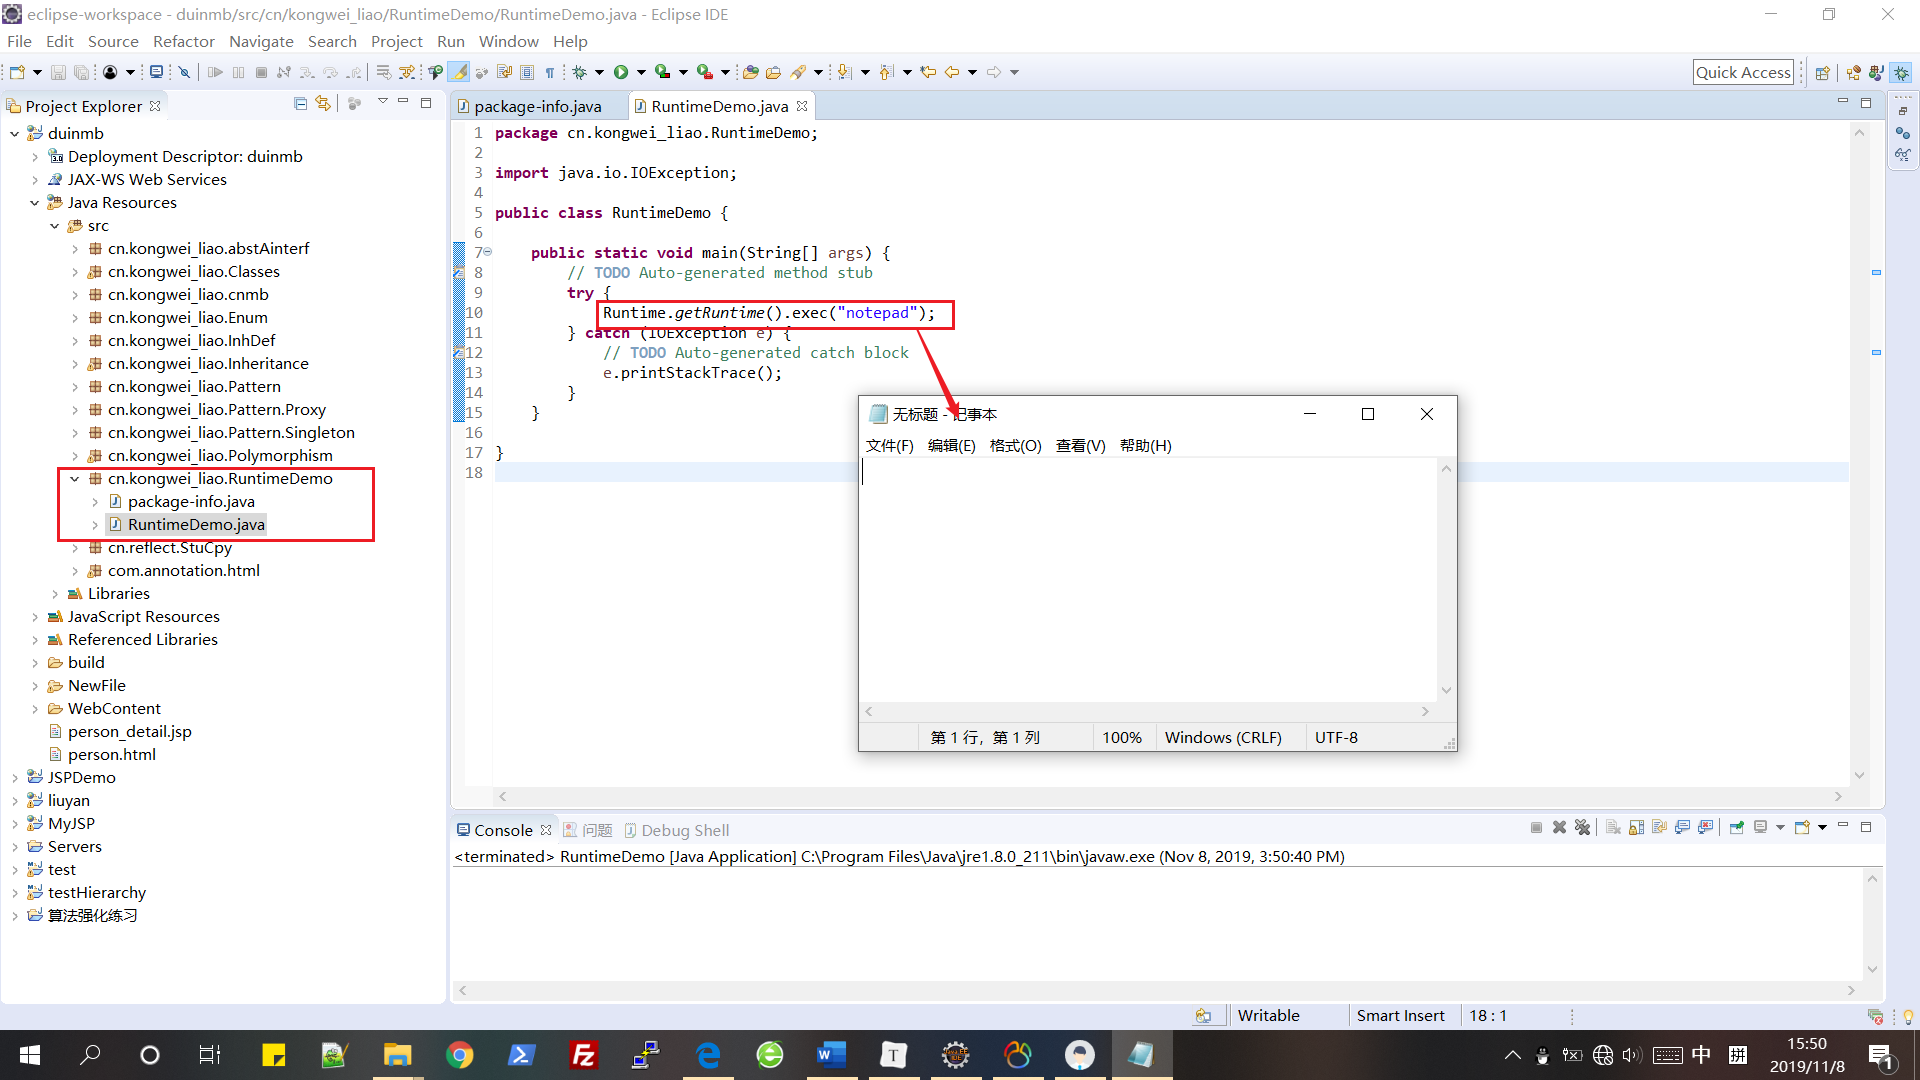 eclipse-workspace - duinmb/src/cn/kongwei_liao/RuntimeDemo/RuntimeDemo.java - Eclipse IDE
File Edit Source Refactor Navigate Search Project Run Window Help
Quick Access
Project Explorer
duinmb
Deployment Descriptor: duinmb
JAX-WS Web Services
Java Resources
src
cn.kongwei_liao.abstAinterf
cn.kongwei_liao.Classes
cn.kongwei_liao.cnmb
cn.kongwei_liao.Enum
cn.kongwei_liao.InhDef
cn.kongwei_liao.Inheritance
cn.kongwei_liao.Pattern
cn.kongwei_liao.Pattern.Proxy
cn.kongwei_liao.Pattern.Singleton
cn.kongwei_liao.Polymorphism
cn.kongwei_liao.RuntimeDemo
package-info.java
RuntimeDemo.java
cn.reflect.StuCpy
com.annotation.html
Libraries
JavaScript Resources
Referenced Libraries
build
NewFile
WebContent
person_detail.jsp
person.html
JSPDemo
liuyan
MyJSP
Servers
test
testHierarchy
算法强化练习
package-info.java RuntimeDemo.java
1 package cn.kongwei_liao.RuntimeDemo;
2
3 import java.io.IOException;
4
5 public class RuntimeDemo {
6
7 public static void main(String[] args) {
8 // TODO Auto-generated method stub
9 try {
10 Runtime.getRuntime().exec("notepad");
11 } catch (IOException e) {
12 // TODO Auto-generated catch block
13 e.printStackTrace();
14 }
15 }
16
17 }
18
无标题 - 记事本
文件(F) 编辑(E) 格式(O) 查看(V) 帮助(H)
第 1 行，第 1 列 100% Windows (CRLF) UTF-8
Console 问题 Debug Shell
<terminated> RuntimeDemo [Java Application] C:\Program Files\Java\jre1.8.0_211\bin\javaw.exe (Nov 8, 2019, 3:50:40 PM)
Writable Smart Insert 18 : 1
中 拼
15:50
2019/11/8
1